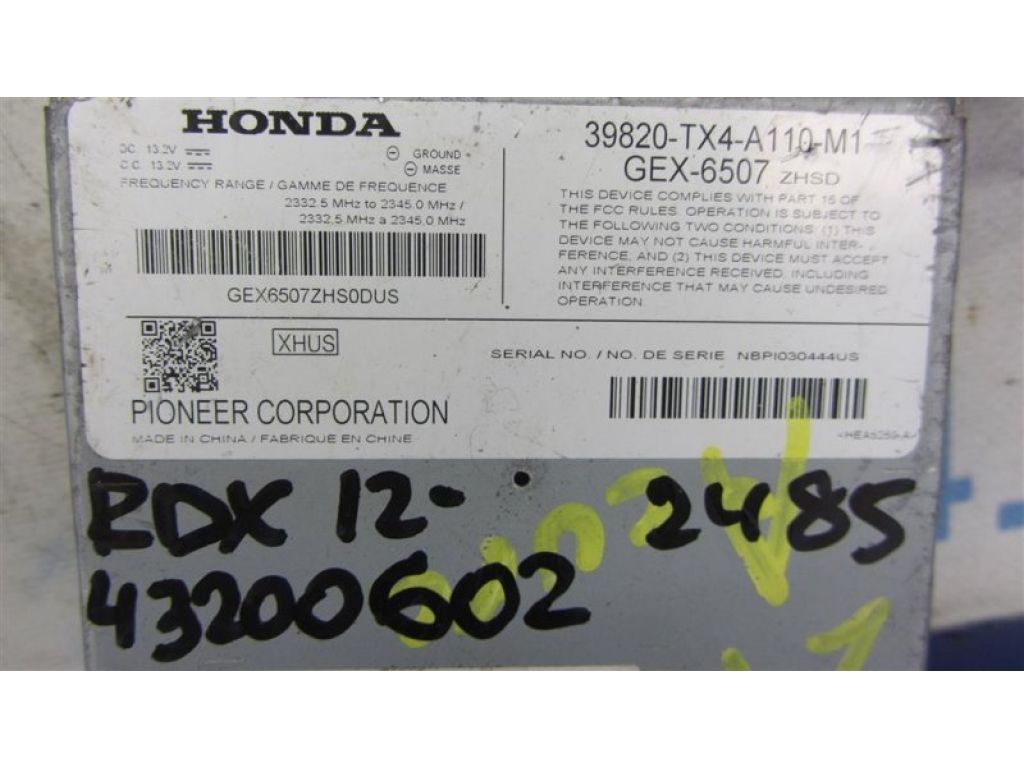 HONDA
DC. 13.2V
C.C. 13.2V
GROUND
MASSE
FREQUENCY RANGE / GAMME DE FREQUENCE
2332.5 MHz to 2345.0 MHz /
2332.5 MHz a 2345.0 MHz
GEX6507ZHS0DUS
39820-TX4-A110-M1
GEX-6507 ZHSD
THIS DEVICE COMPLIES WITH PART 15 OF
THE FCC RULES. OPERATION IS SUBJECT TO
THE FOLLOWING TWO CONDITIONS: (1) THIS
DEVICE MAY NOT CAUSE HARMFUL INTER-
FERENCE, AND (2) THIS DEVICE MUST ACCEPT
ANY INTERFERENCE RECEIVED, INCLUDING
INTERFERENCE THAT MAY CAUSE UNDESIRED
OPERATION.
XHUS
SERIAL NO. / NO. DE SERIE NBPI030444US
PIONEER CORPORATION
MADE IN CHINA / FABRIQUE EN CHINE
RDX 12- 2485
43200602